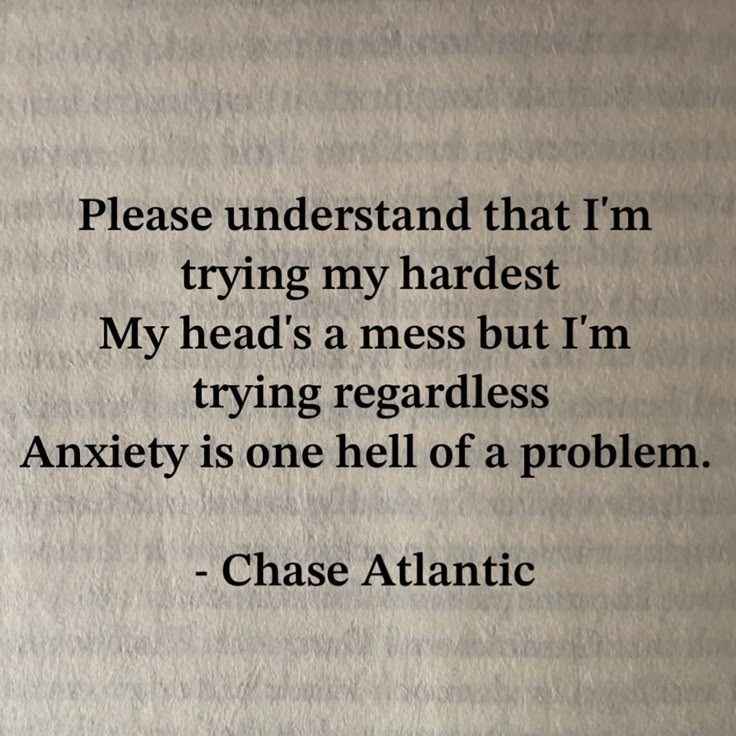 Please understand that I'm
trying my hardest
My head's a mess but I'm
trying regardless
Anxiety is one hell of a problem.
- Chase Atlantic